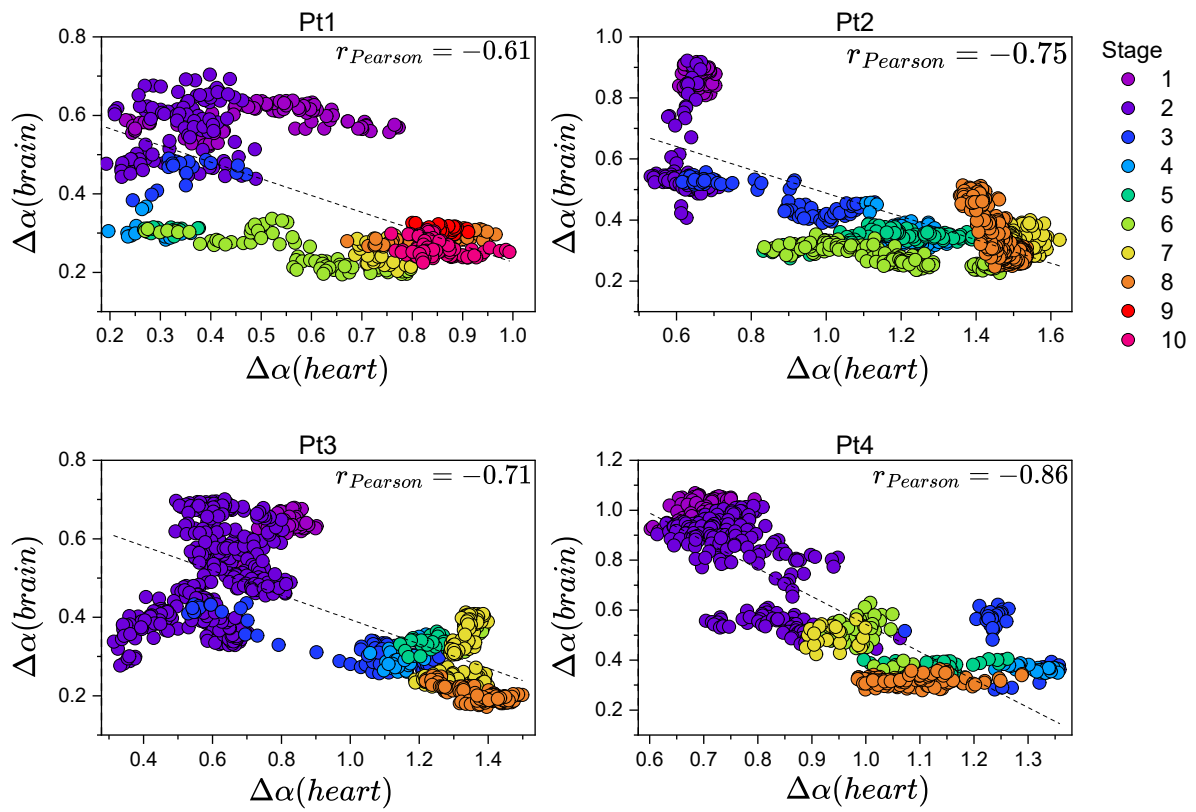 Pt1
r_Pearson = −0.61
0.8
0.6
0.4
0.2
Δα(brain)
0.2 0.3 0.4 0.5 0.6 0.7 0.8 0.9 1.0
Δα(heart)
Pt2
r_Pearson = −0.75
1.0
0.8
0.6
0.4
0.2
Δα(brain)
0.6 0.8 1.0 1.2 1.4 1.6
Δα(heart)
Stage
1
2
3
4
5
6
7
8
9
10
Pt3
r_Pearson = −0.71
0.8
0.6
0.4
0.2
Δα(brain)
0.4 0.6 0.8 1.0 1.2 1.4
Δα(heart)
Pt4
r_Pearson = −0.86
1.2
1.0
0.8
0.6
0.4
0.2
Δα(brain)
0.6 0.7 0.8 0.9 1.0 1.1 1.2 1.3
Δα(heart)